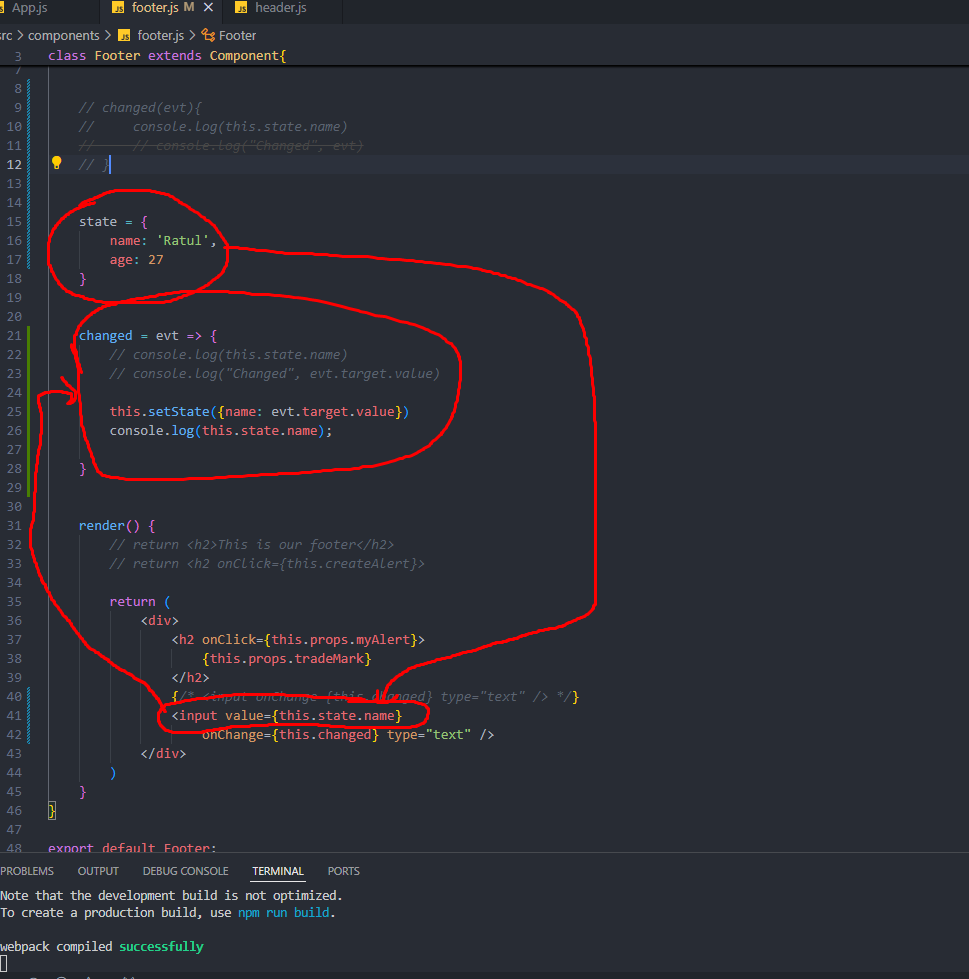 App.js footer.js M header.js
src > components > footer.js > Footer
3 class Footer extends Component{
7
8
9 // changed(evt){
10 //     console.log(this.state.name)
11 //     // console.log("Changed", evt)
12 // }
13
14
15 state = {
16 name: 'Ratul',
17 age: 27
18 }
19
20
21 changed = evt => {
22 // console.log(this.state.name)
23 // console.log("Changed", evt.target.value)
24
25 this.setState({name: evt.target.value})
26 console.log(this.state.name);
27
28 }
29
30
31 render() {
32 // return <h2>This is our footer</h2>
33 // return <h2 onClick={this.createAlert}>
34
35 return (
36 <div>
37 <h2 onClick={this.props.myAlert}>
38 {this.props.tradeMark}
39 </h2>
40 {/* <input onChange={this.changed} type="text" /> */}
41 <input value={this.state.name}
42 onChange={this.changed} type="text" />
43 </div>
44 )
45 }
46 }
47
48 export default Footer;
PROBLEMS OUTPUT DEBUG CONSOLE TERMINAL PORTS
Note that the development build is not optimized.
To create a production build, use npm run build.
webpack compiled successfully